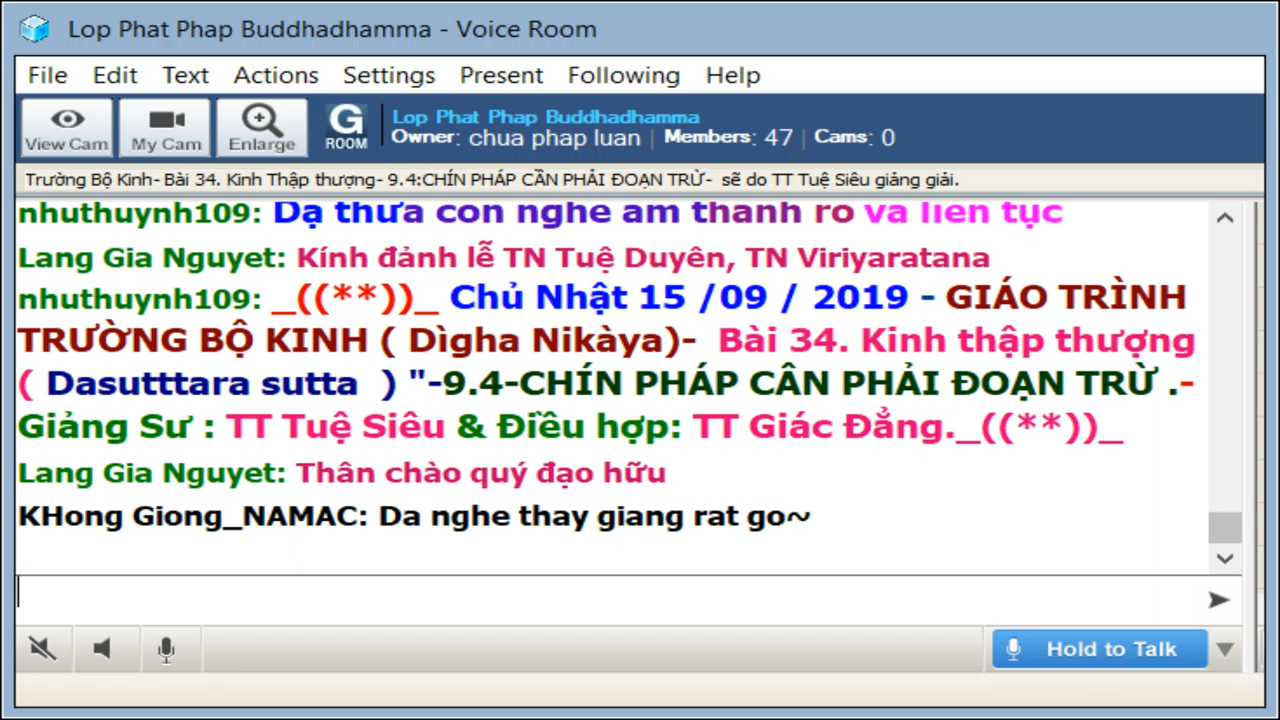 Lop Phat Phap Buddhadhamma - Voice Room
File Edit Text Actions Settings Present Following Help
View Cam My Cam Enlarge G ROOM Lop Phat Phap Buddhadhamma
Owner: chua phap luan | Members: 47 | Cams: 0
Trường Bộ Kinh- Bài 34. Kinh Thập thượng- 9.4:CHÍN PHÁP CẦN PHẢI ĐOẠN TRỪ- sẽ do TT Tuệ Siêu giảng giải.
nhuthuynh109: Dạ thưa con nghe âm thanh rõ và liên tục
Lang Gia Nguyet: Kính đảnh lễ TN Tuệ Duyên, TN Viriyaratana
nhuthuynh109: _((**))_ Chủ Nhật 15 /09 / 2019 - GIÁO TRÌNH
TRƯỜNG BỘ KINH ( Dìgha Nikàya)- Bài 34. Kinh thập thượng
( Dasutttara sutta ) "-9.4-CHÍN PHÁP CÂN PHẢI ĐOẠN TRỪ .-
Giảng Sư : TT Tuệ Siêu & Điều hợp: TT Giác Đẳng._((**))_
Lang Gia Nguyet: Thân chào quý đạo hữu
KHong Giong_NAMAC: Da nghe thay giang rat go~
Hold to Talk